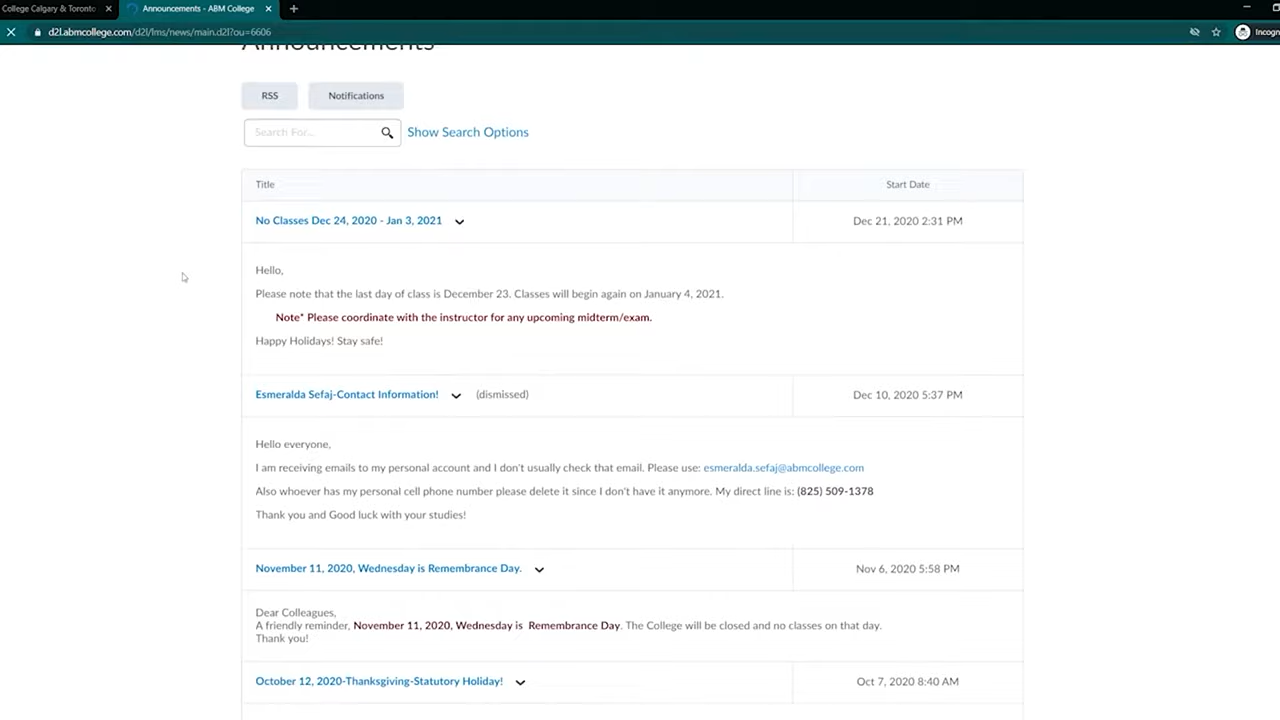 College Calgary & Toronto
Announcements - ABM College
d2l.abmcollege.com/d2l/lms/news/main.d2l?ou=6606
Incog
Announcements
RSS
Notifications
Search For...
Show Search Options
Title
Start Date
No Classes Dec 24, 2020 - Jan 3, 2021
Dec 21, 2020 2:31 PM
Hello,
Please note that the last day of class is December 23. Classes will begin again on January 4, 2021.
Note* Please coordinate with the instructor for any upcoming midterm/exam.
Happy Holidays! Stay safe!
Esmeralda Sefaj-Contact Information!
(dismissed)
Dec 10, 2020 5:37 PM
Hello everyone,
I am receiving emails to my personal account and I don't usually check that email. Please use: esmeralda.sefaj@abmcollege.com
Also whoever has my personal cell phone number please delete it since I don't have it anymore. My direct line is: (825) 509-1378
Thank you and Good luck with your studies!
November 11, 2020, Wednesday is Remembrance Day.
Nov 6, 2020 5:58 PM
Dear Colleagues,
A friendly reminder, November 11, 2020, Wednesday is Remembrance Day. The College will be closed and no classes on that day.
Thank you!
October 12, 2020-Thanksgiving-Statutory Holiday!
Oct 7, 2020 8:40 AM